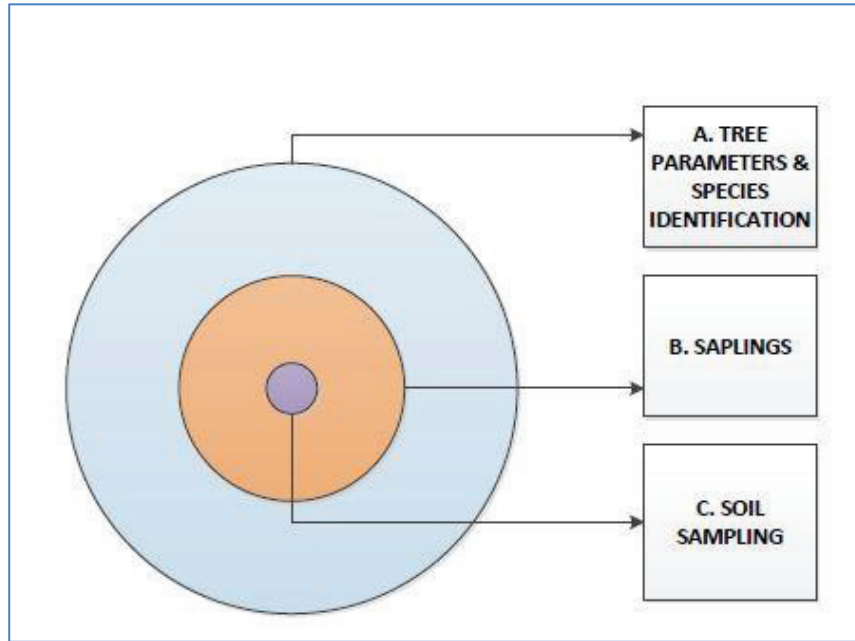 A. TREE
PARAMETERS &
SPECIES
IDENTIFICATION
B. SAPLINGS
C. SOIL
SAMPLING